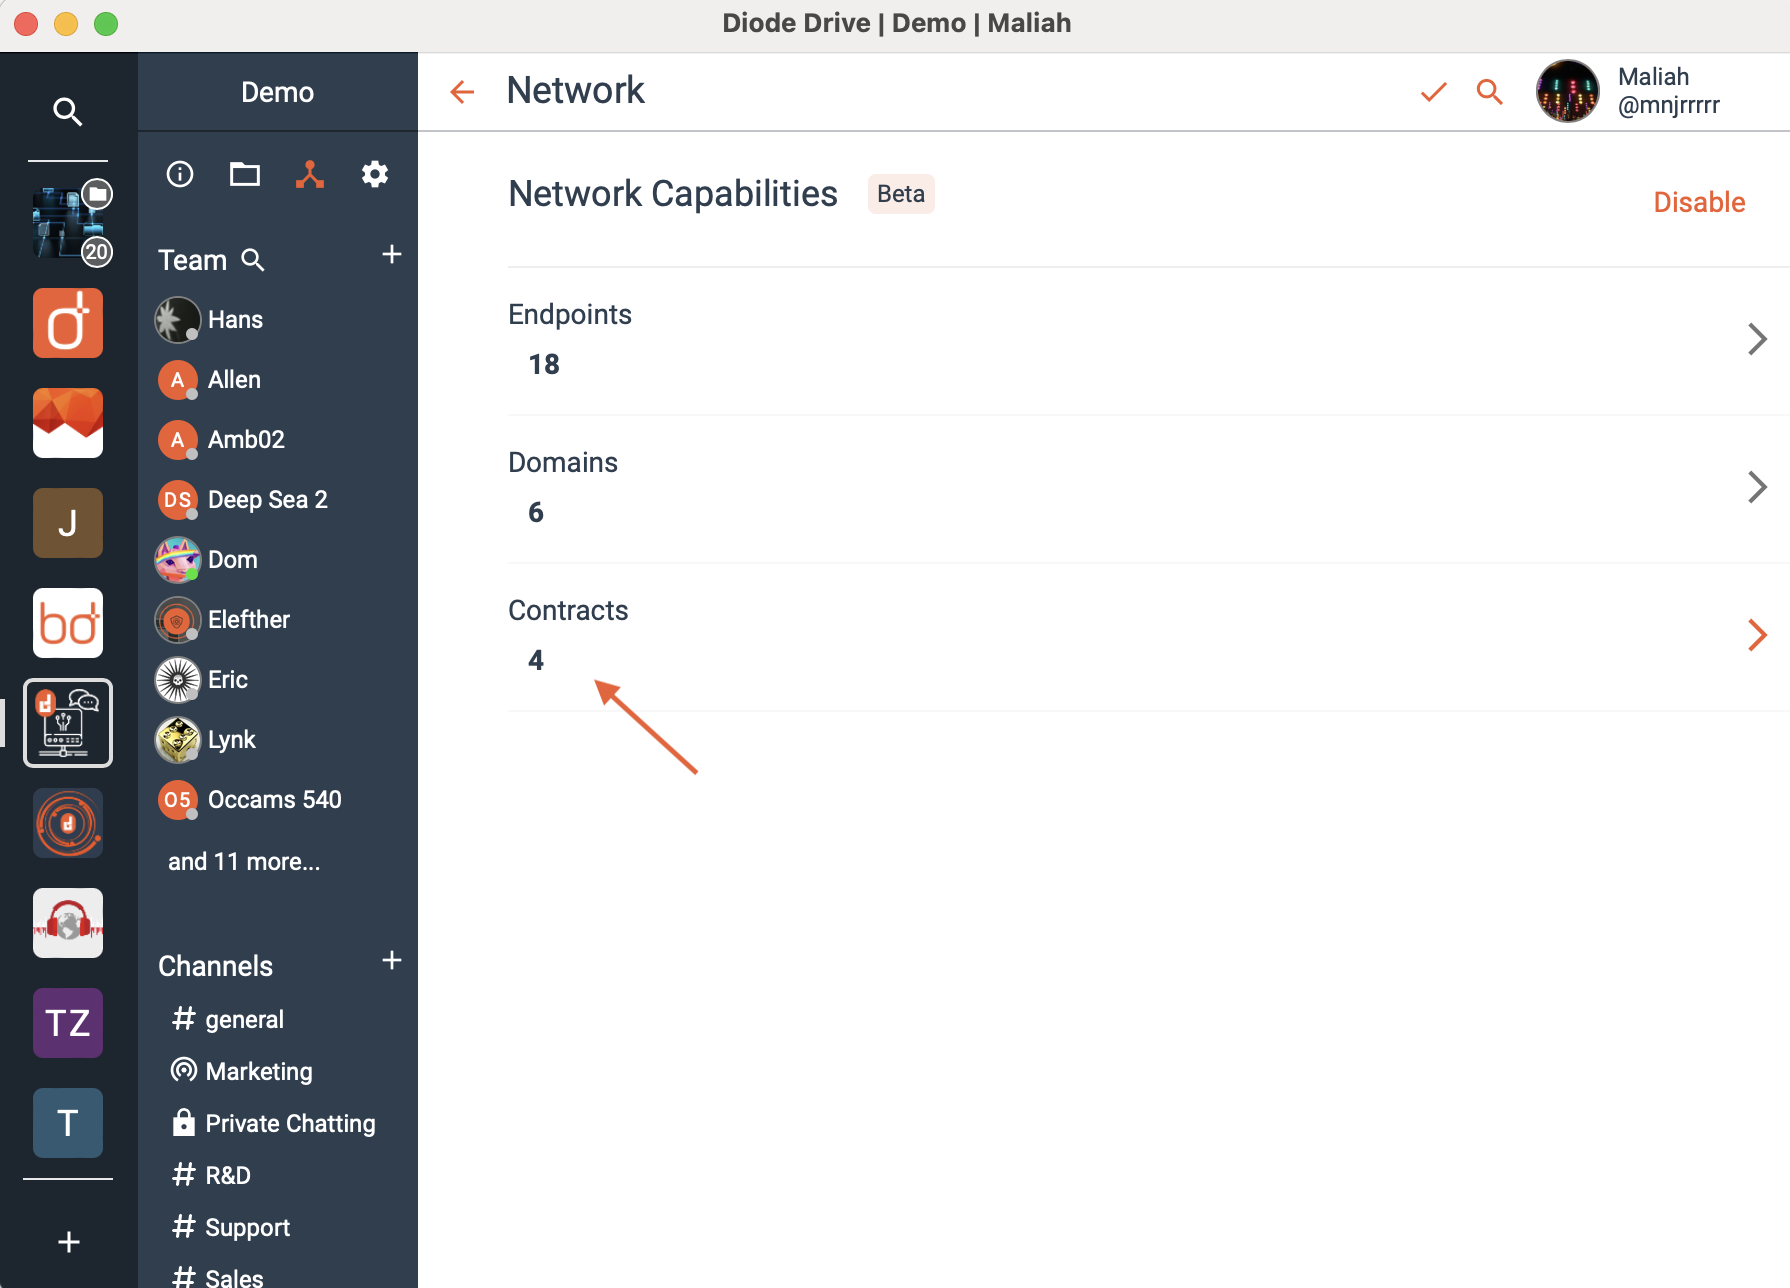 Diode Drive | Demo | Maliah
20
J
bd
TZ
T
Demo
Team
Hans
A Allen
A Amb02
DS Deep Sea 2
Dom
Elefther
Eric
Lynk
O5 Occams 540
and 11 more...
Channels
# general
Marketing
Private Chatting
# R&D
# Support
# Sales
Network
Maliah
@mnjrrrrr
Network Capabilities Beta
Disable
Endpoints
18
Domains
6
Contracts
4